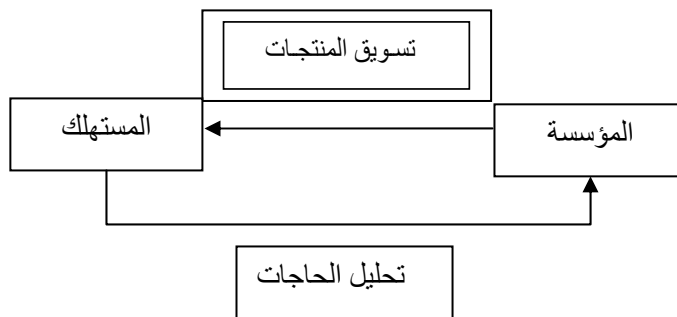 تسويق المنتجات
المؤسسة
المستهلك
تحليل الحاجات